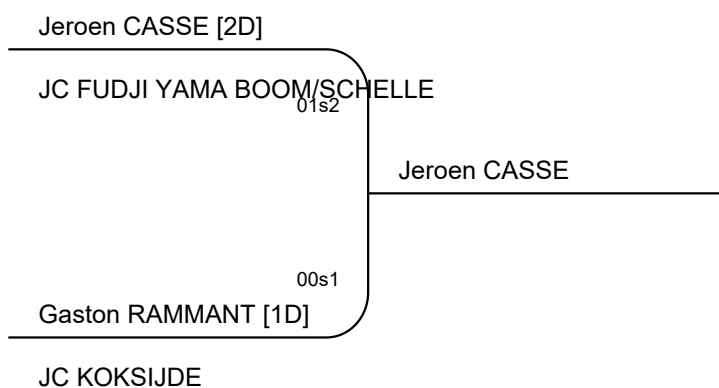 Jeroen CASSE [2D]
JC FUDJI YAMA BOOM/SCHELLE
01s2
Jeroen CASSE
00s1
Gaston RAMMANT [1D]
JC KOKSIJDE